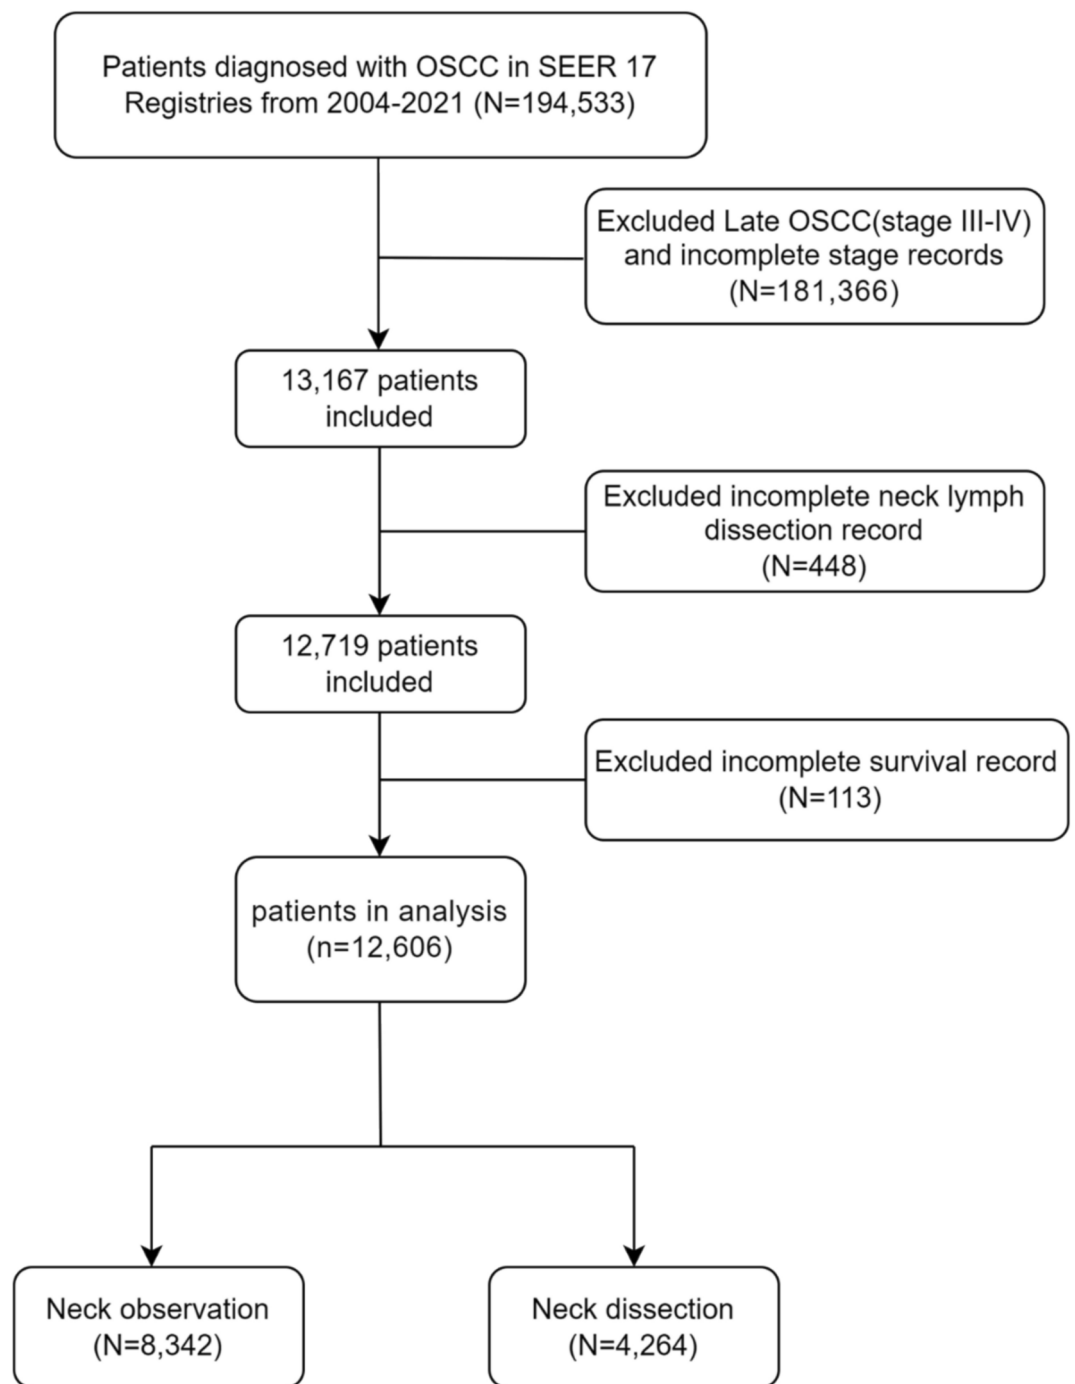 Patients diagnosed with OSCC in SEER 17
Registries from 2004-2021 (N=194,533)
Excluded Late OSCC(stage III-IV)
and incomplete stage records
(N=181,366)
13,167 patients
included
Excluded incomplete neck lymph
dissection record
(N=448)
12,719 patients
included
Excluded incomplete survival record
(N=113)
patients in analysis
(n=12,606)
Neck observation
(N=8,342)
Neck dissection
(N=4,264)